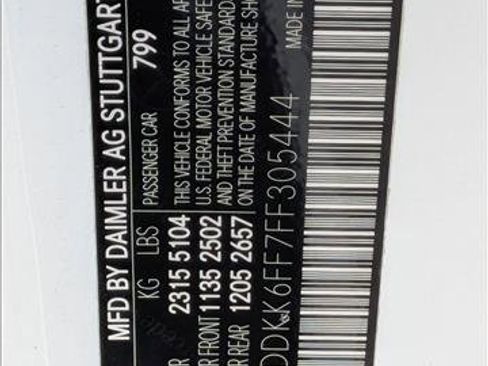 MFD BY DAIMLER AG STUTTGAR
799
KG LBS PASSENGER CAR
2315 5104 THIS VEHICLE CONFORMS TO ALL
FRONT 1135 2502 U.S. FEDERAL MOTOR VEHICLE SAFE
REAR 1205 2657 AND THEFT PREVENTION STANDARD
ON THE DATE OF MANUFACTURE SH
DDKK6FF7FF305444
MADE IN